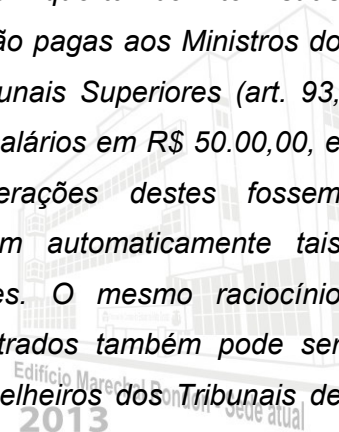 ão pagas aos Ministros do
unais Superiores (art. 93,
alários em R$ 50.00,00, e
erações destes fossem
m automaticamente tais
es. O mesmo raciocínio
trados também pode ser
Edifício Marechal Rondon - Sede atual
elheiros dos Tribunais de
2013